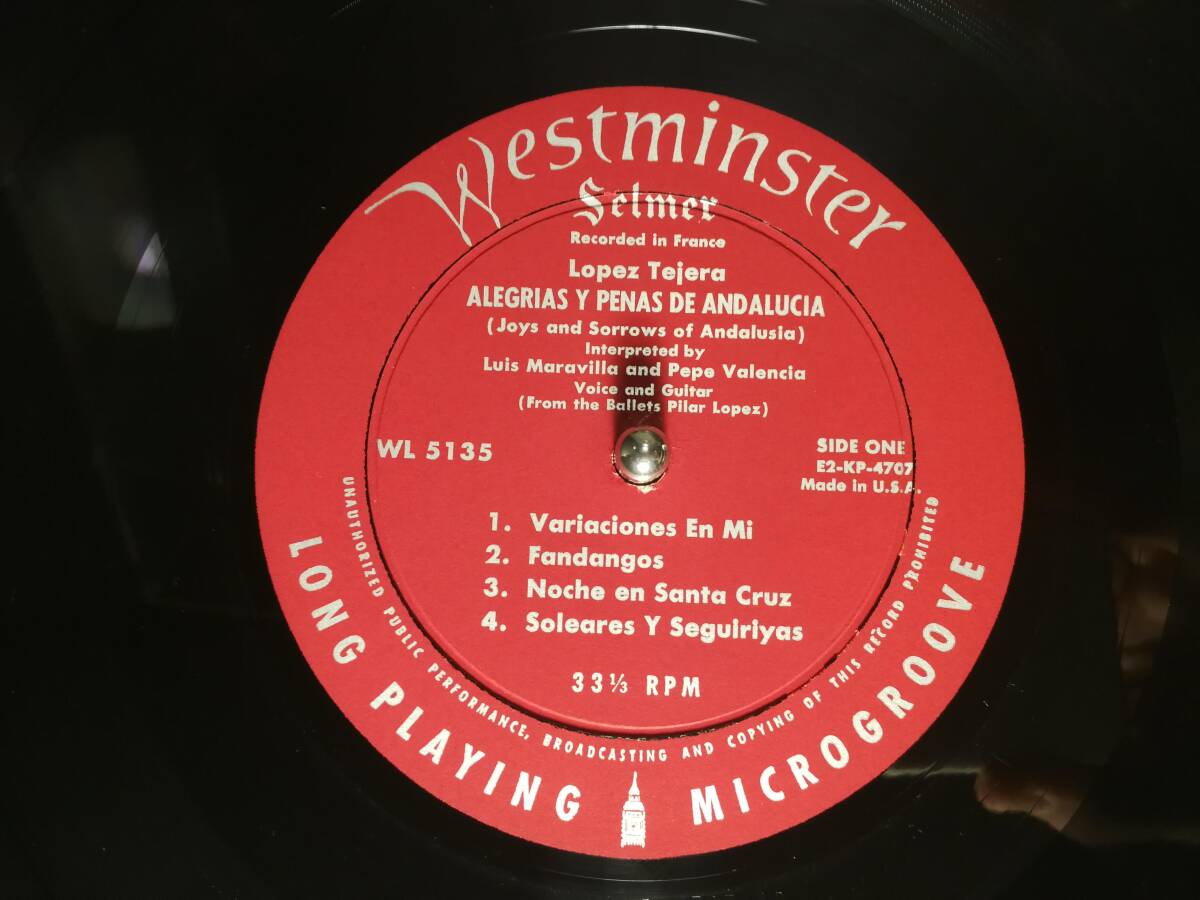 Westminster
Selmer
Recorded in France
Lopez Tejera
ALEGRIAS Y PENAS DE ANDALUCIA
(Joys and Sorrows of Andalusia)
Interpreted by
Luis Maravilla and Pepe Valencia
Voice and Guitar
(From the Ballets Pilar Lopez)
WL 5135
SIDE ONE
E2-KP-4707
Made in U.S.A.
1. Variaciones En Mi
2. Fandangos
3. Noche en Santa Cruz
4. Soleares Y Seguiriyas
33⅓ RPM
UNAUTHORIZED PUBLIC PERFORMANCE, BROADCASTING AND COPYING OF THIS RECORD PROHIBITED
LONG PLAYING MICROGROOVE